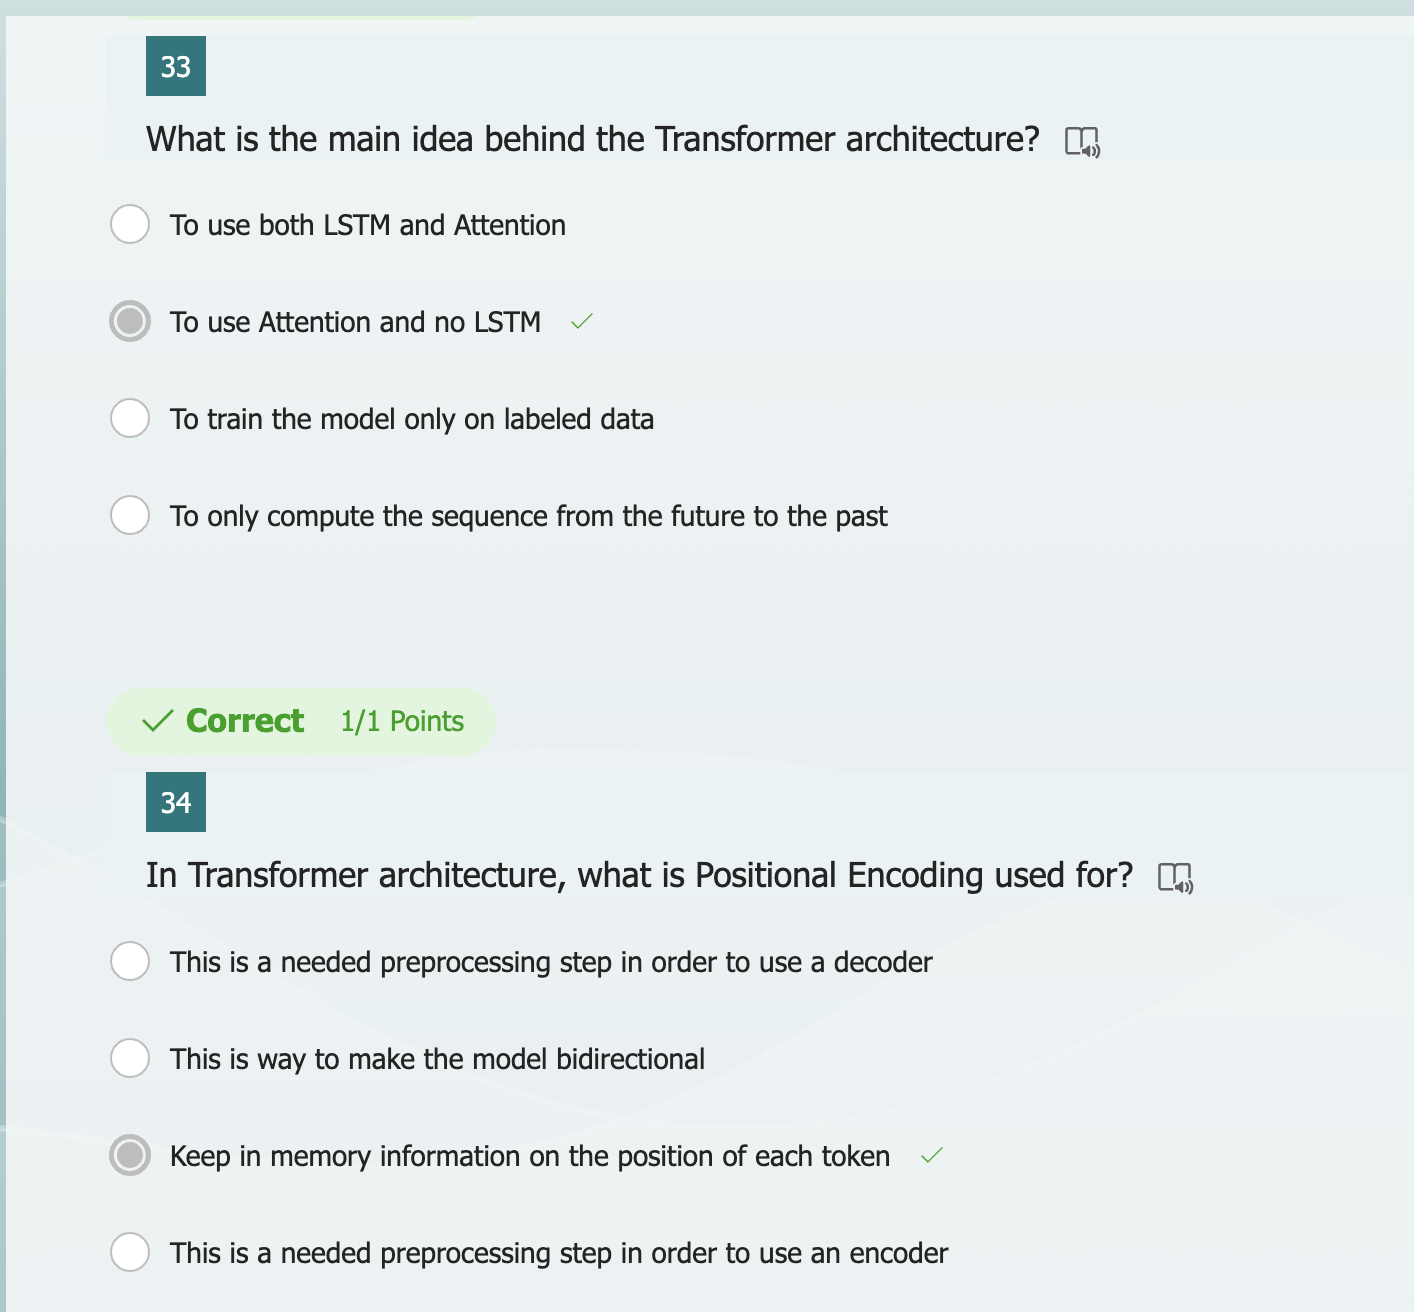 33
What is the main idea behind the Transformer architecture?
To use both LSTM and Attention
To use Attention and no LSTM
To train the model only on labeled data
To only compute the sequence from the future to the past
Correct 1/1 Points
34
In Transformer architecture, what is Positional Encoding used for?
This is a needed preprocessing step in order to use a decoder
This is way to make the model bidirectional
Keep in memory information on the position of each token
This is a needed preprocessing step in order to use an encoder